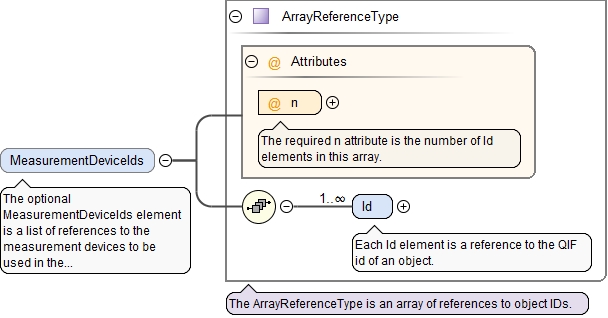 ArrayReferenceType
@ Attributes
@ n
The required n attribute is the number of Id
elements in this array.
MeasurementDeviceIds
The optional
MeasurementDeviceIds element
is a list of references to the
measurement devices to be
used in the...
1..∞
Id
Each Id element is a reference to the QIF
id of an object.
The ArrayReferenceType is an array of references to object IDs.